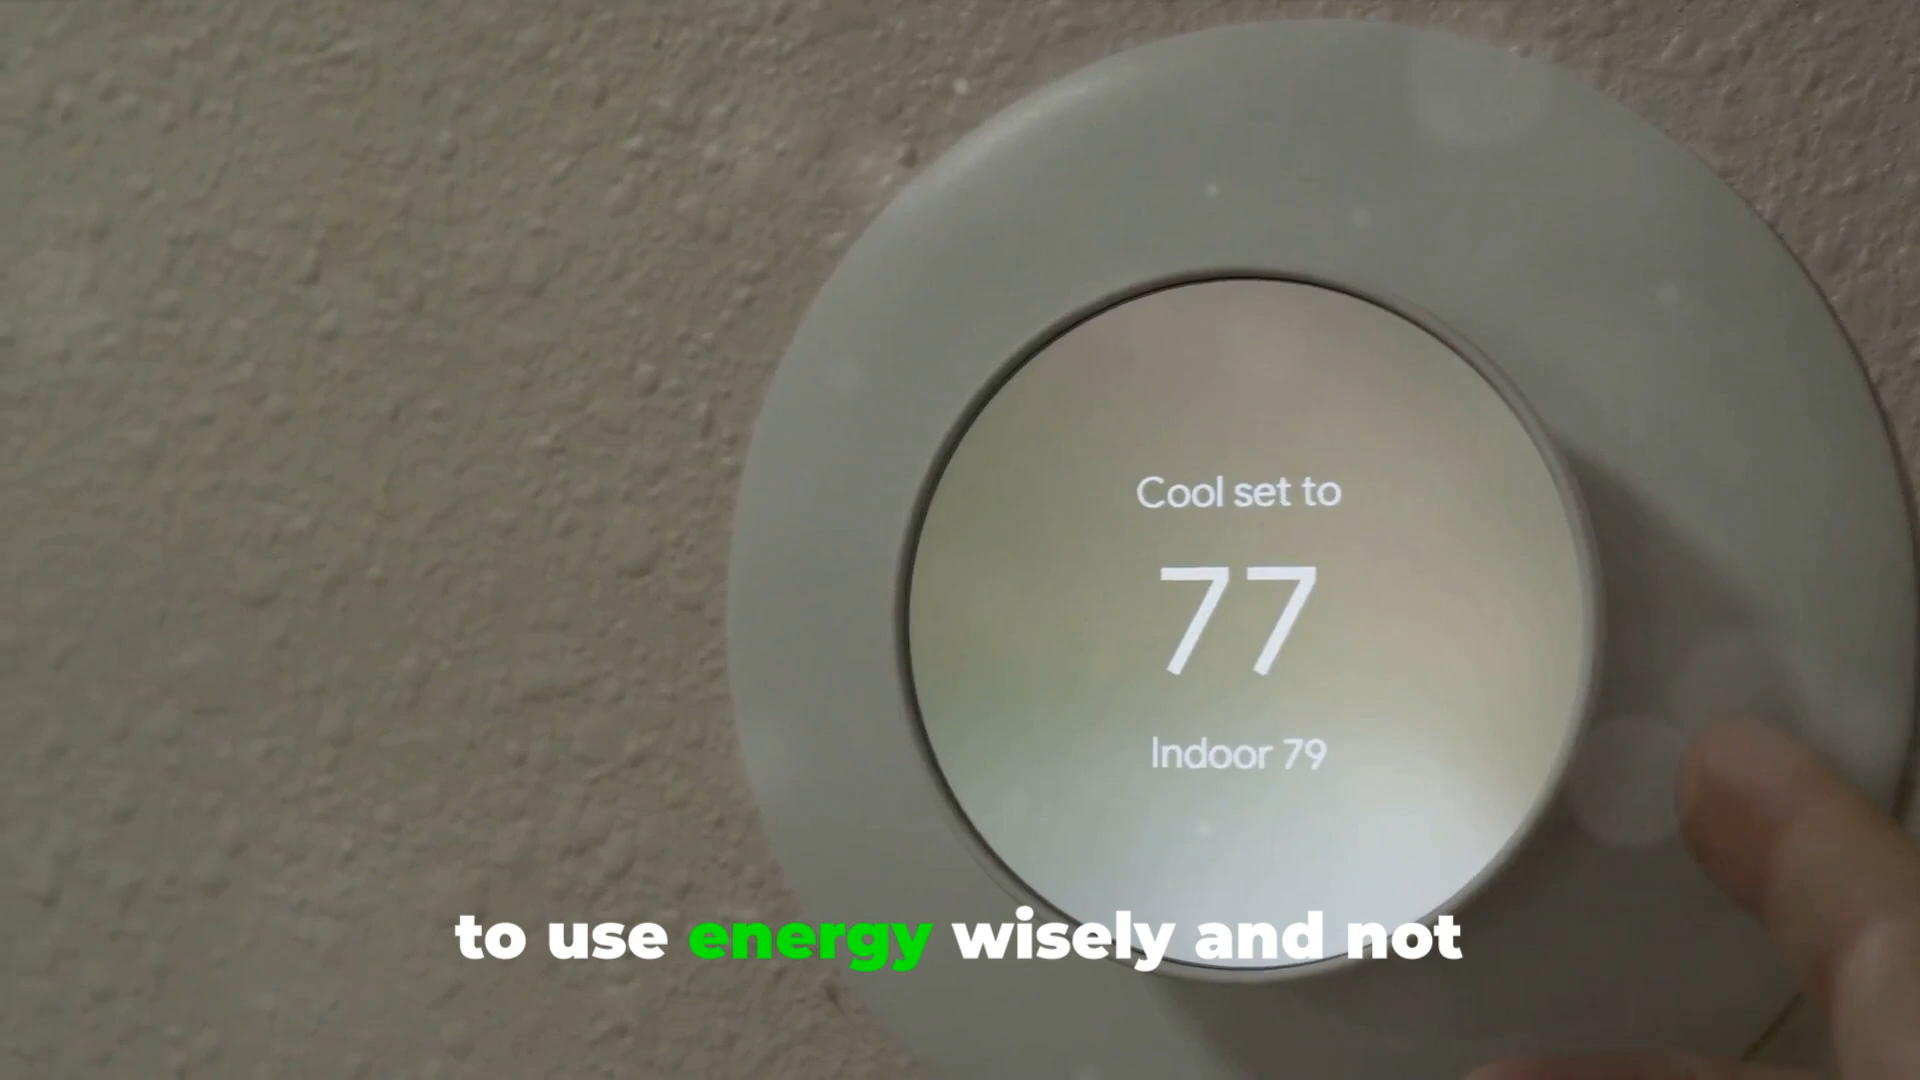 Cool set to
77
Indoor 79
to use energy wisely and not